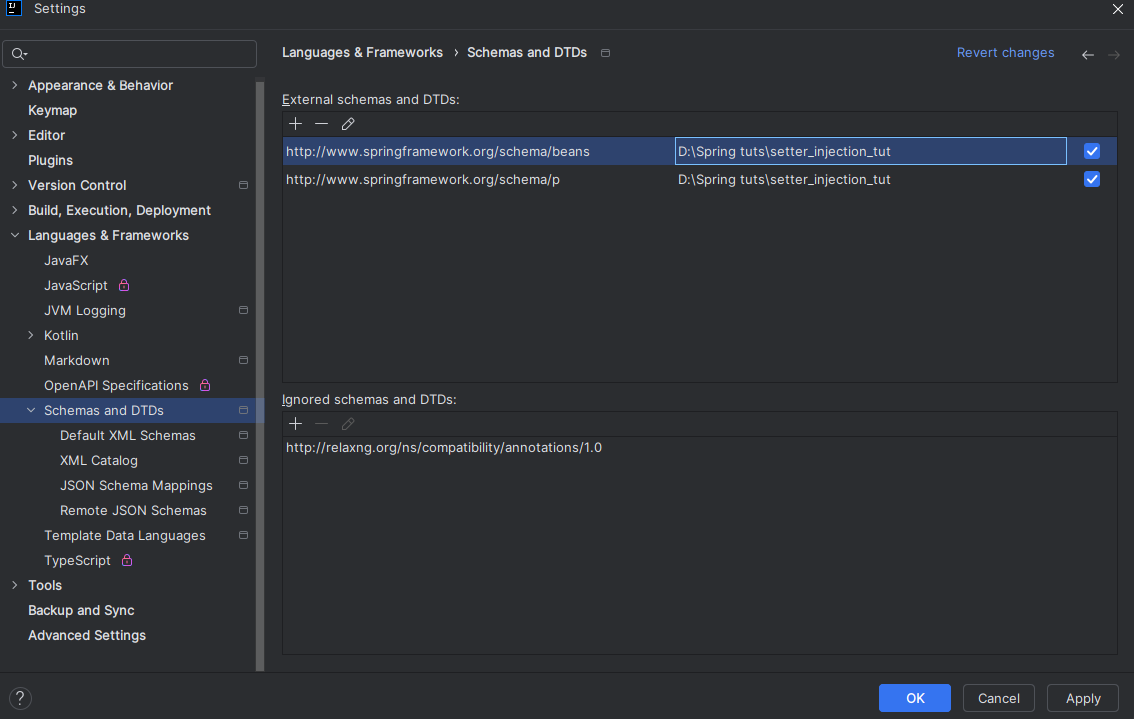 Settings
Languages & Frameworks › Schemas and DTDs
Revert changes
Appearance & Behavior
Keymap
Editor
Plugins
Version Control
Build, Execution, Deployment
Languages & Frameworks
JavaFX
JavaScript
JVM Logging
Kotlin
Markdown
OpenAPI Specifications
Schemas and DTDs
Default XML Schemas
XML Catalog
JSON Schema Mappings
Remote JSON Schemas
Template Data Languages
TypeScript
Tools
Backup and Sync
Advanced Settings
External schemas and DTDs:
http://www.springframework.org/schema/beans D:\Spring tuts\setter_injection_tut
http://www.springframework.org/schema/p D:\Spring tuts\setter_injection_tut
Ignored schemas and DTDs:
http://relaxng.org/ns/compatibility/annotations/1.0
?
OK Cancel Apply